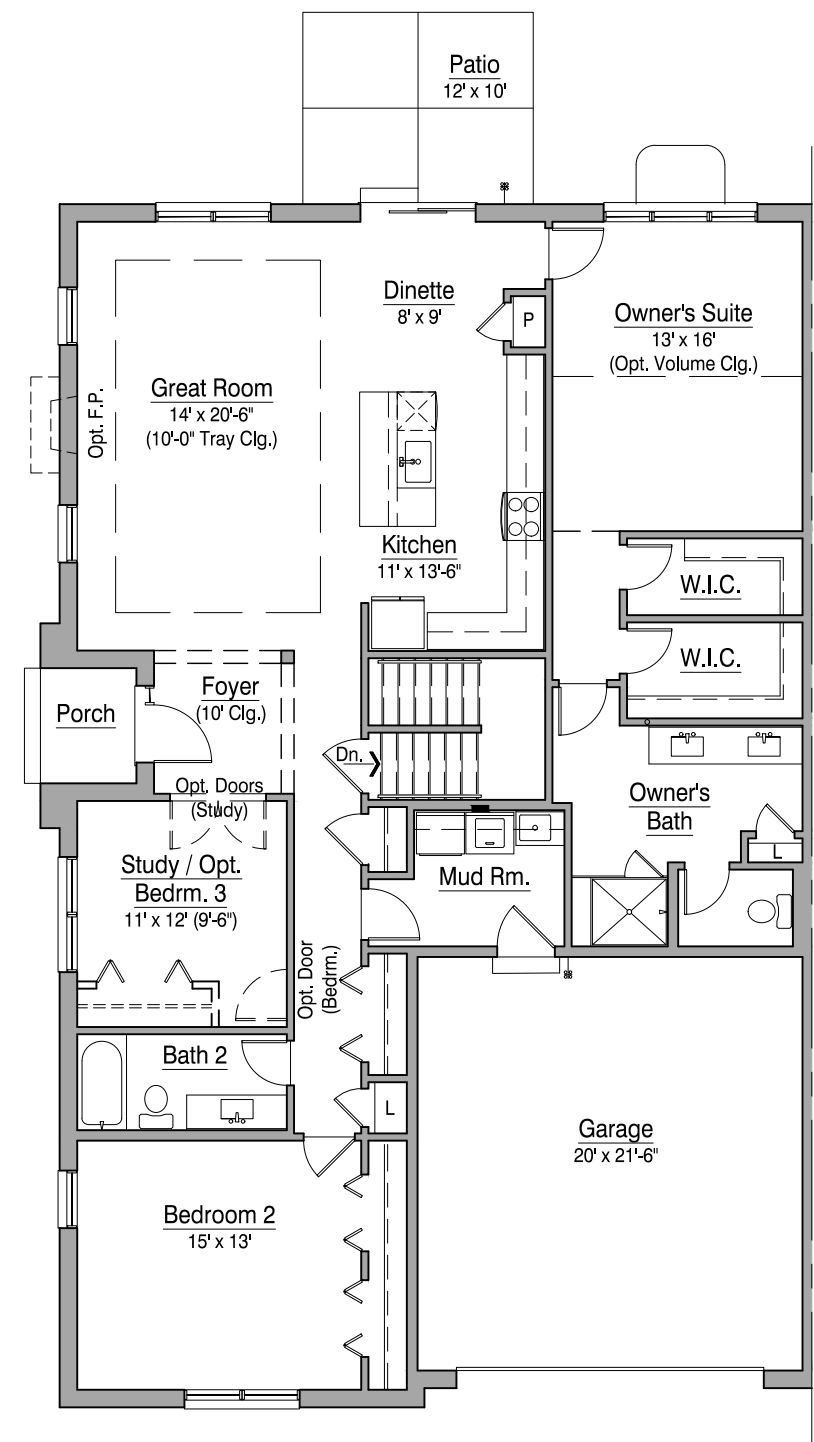 Patio
12' x 10'
Dinette
8' x 9'
P
Owner's Suite
13' x 16'
(Opt. Volume Clg.)
Great Room
14' x 20'-6"
(10'-0" Tray Clg.)
Opt. F.P.
Kitchen
11' x 13'-6"
W.I.C.
W.I.C.
Foyer
(10' Clg.)
Porch
Dn.
Opt. Doors
(Study)
Owner's
Bath
L
Study / Opt.
Bedrm. 3
11' x 12' (9'-6")
Mud Rm.
Opt. Door
(Bedrm.)
Bath 2
L
Garage
20' x 21'-6"
Bedroom 2
15' x 13'